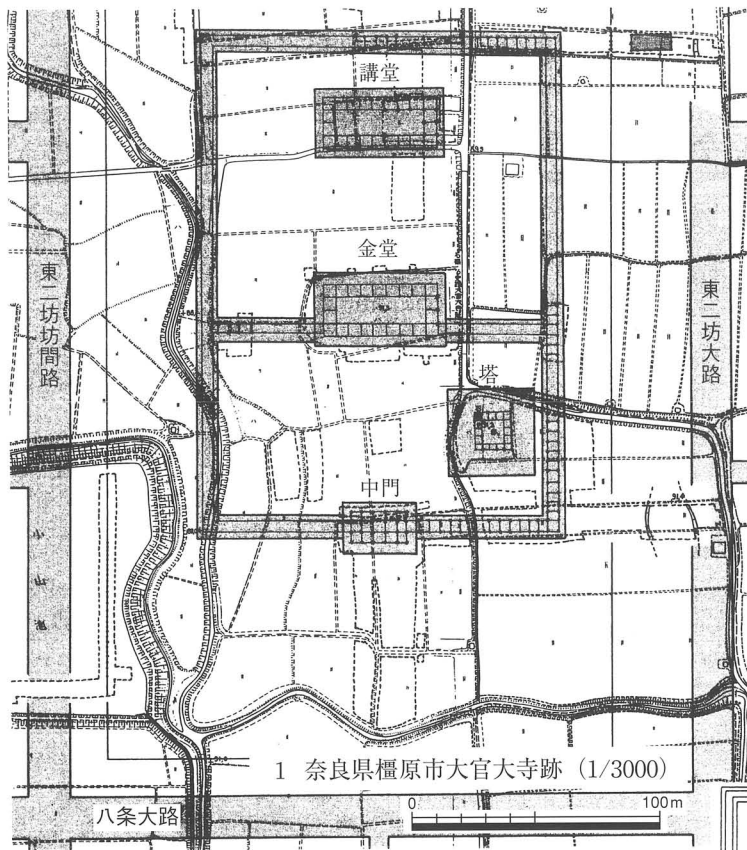 講堂
金堂
東二坊坊間路
東二坊大路
塔
中門
1 奈良県橿原市大官大寺跡 (1/3000)
八条大路
0 100m